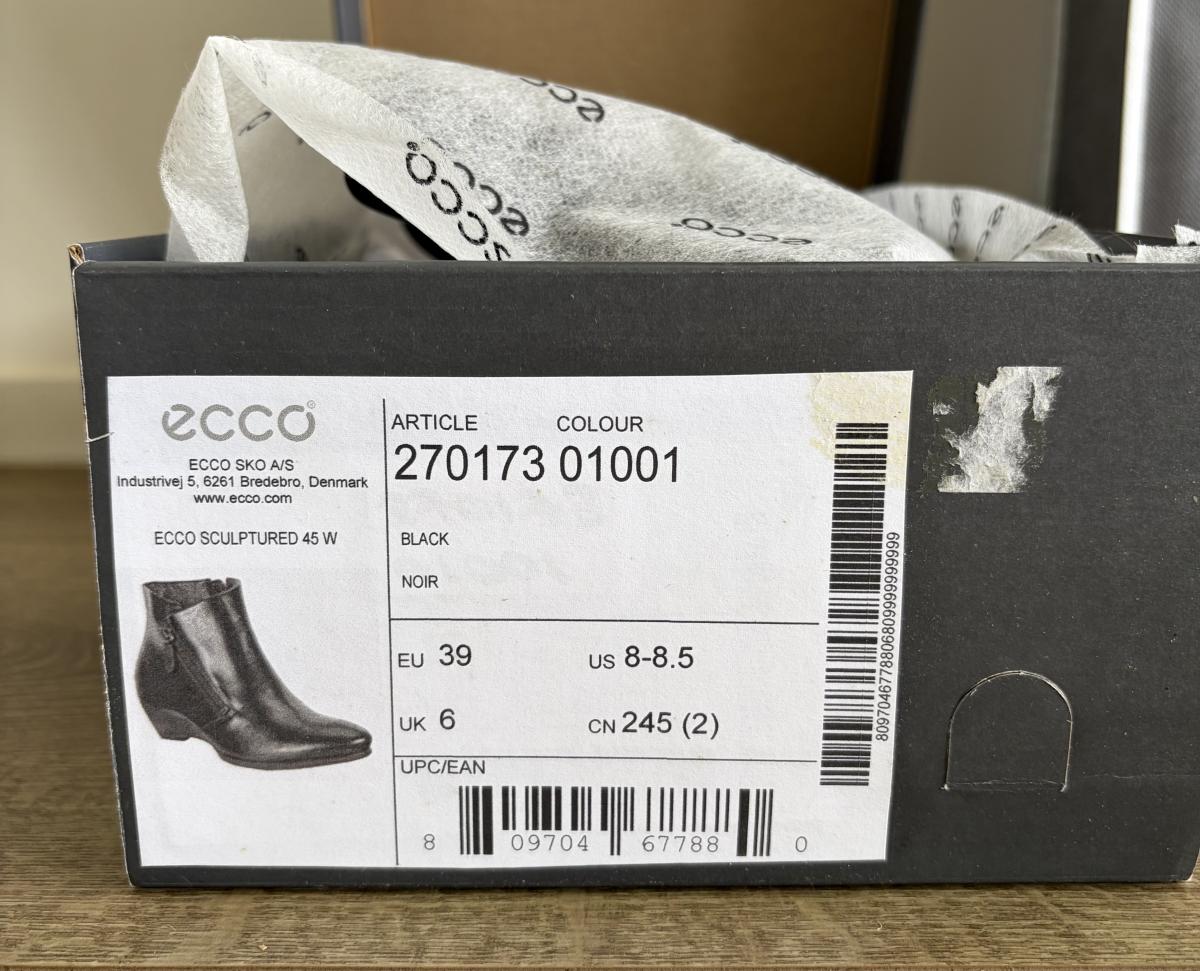 ecco
ecco
ecco
ecco
ecco
ecco
ecco®
ECCO SKO A/S
Industrivej 5, 6261 Bredebro, Denmark
www.ecco.com
ECCO SCULPTURED 45 W
ARTICLE COLOUR
270173 01001
BLACK
NOIR
EU 39 US 8-8.5
UK 6 CN 245 (2)
UPC/EAN
8 09704 67788 0